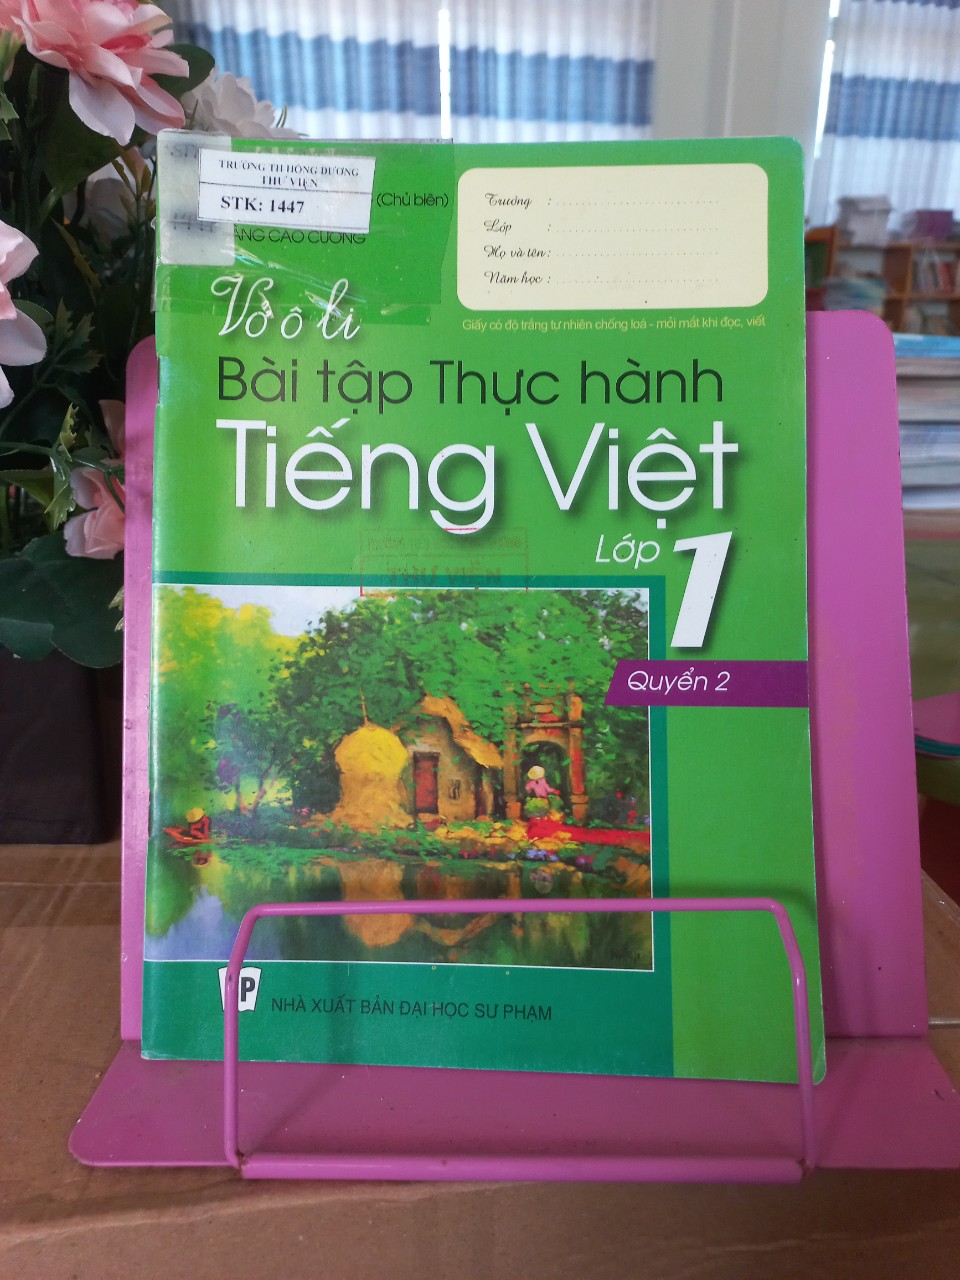 TRƯỜNG TH HỒNG DƯƠNG
THƯ VIỆN
STK: 1447
(Chủ biên)
CAO CƯƠNG
Trường :
Lớp :
Họ và tên :
Năm học :
Giấy có độ trắng tự nhiên chống loá - mỏi mắt khi đọc, viết
Vở ô li
Bài tập Thực hành
Tiếng Việt
Lớp 1
Quyển 2
NHÀ XUẤT BẢN ĐẠI HỌC SƯ PHẠM